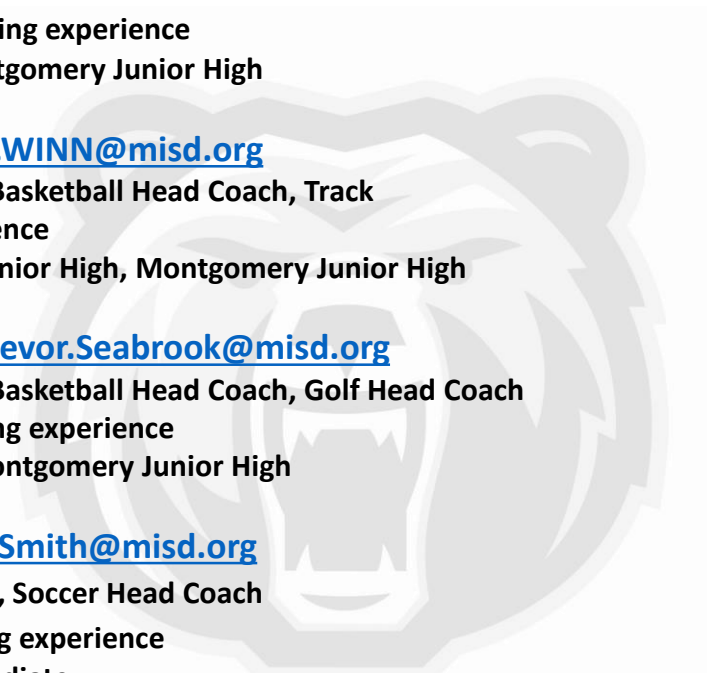 ing experience
tgomery Junior High
.WINN@misd.org
Basketball Head Coach, Track
ence
nior High, Montgomery Junior High
evor.Seabrook@misd.org
Basketball Head Coach, Golf Head Coach
ng experience
ontgomery Junior High
Smith@misd.org
, Soccer Head Coach
g experience